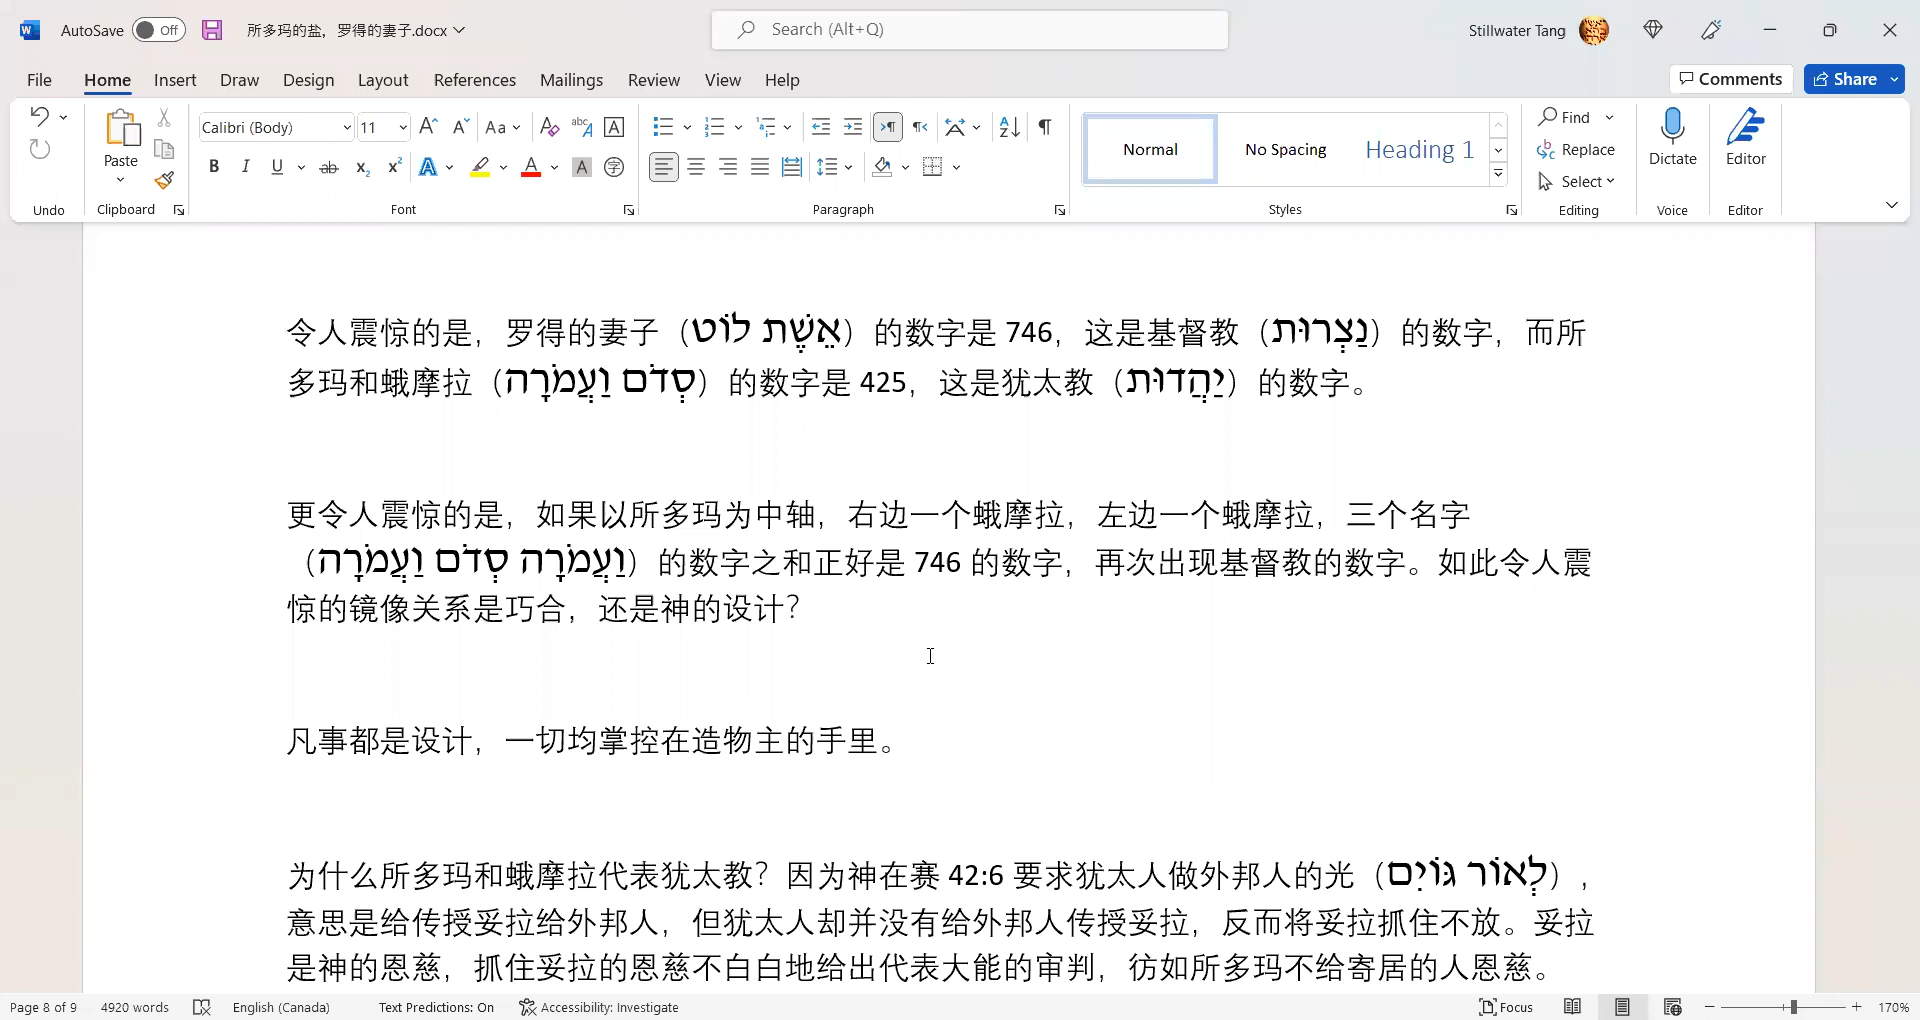 AutoSave Off 所多玛的盐，罗得的妻子.docx Search (Alt+Q) Stillwater Tang
File Home Insert Draw Design Layout References Mailings Review View Help Comments Share
Calibri (Body) 11 Aa Normal No Spacing Heading 1 Find
Paste Replace
B I U ab x₂ x² A A A 字 Dictate Editor
Select
Undo Clipboard Font Paragraph Styles Editing Voice Editor
令人震惊的是，罗得的妻子（אֵשֶׁת לוֹט）的数字是 746，这是基督教（נַצְרוּת）的数字，而所
多玛和蛾摩拉（סְדֹם וַעֲמֹרָה）的数字是 425，这是犹太教（יַהֲדוּת）的数字。
更令人震惊的是，如果以所多玛为中轴，右边一个蛾摩拉，左边一个蛾摩拉，三个名字
（וַעֲמֹרָה סְדֹם וַעֲמֹרָה）的数字之和正好是 746 的数字，再次出现基督教的数字。如此令人震
惊的镜像关系是巧合，还是神的设计？
凡事都是设计，一切均掌控在造物主的手里。
为什么所多玛和蛾摩拉代表犹太教？因为神在赛 42:6 要求犹太人做外邦人的光（לְאוֹר גּוֹיִם），
意思是给传授妥拉给外邦人，但犹太人却并没有给外邦人传授妥拉，反而将妥拉抓住不放。妥拉
是神的恩慈，抓住妥拉的恩慈不白白地给出代表大能的审判，彷如所多玛不给寄居的人恩慈。
Page 8 of 9 4920 words English (Canada) Text Predictions: On Accessibility: Investigate Focus 170%